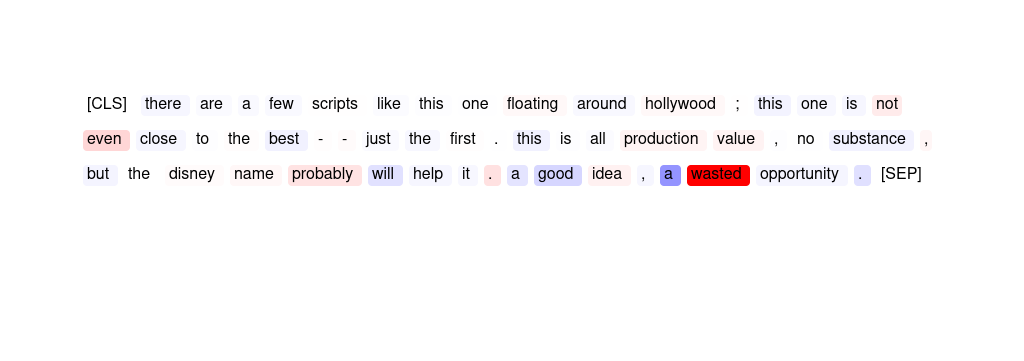 [CLS] there are a few scripts like this one floating around hollywood ; this one is not
even close to the best - - just the first . this is all production value , no substance ,
but the disney name probably will help it . a good idea , a wasted opportunity . [SEP]